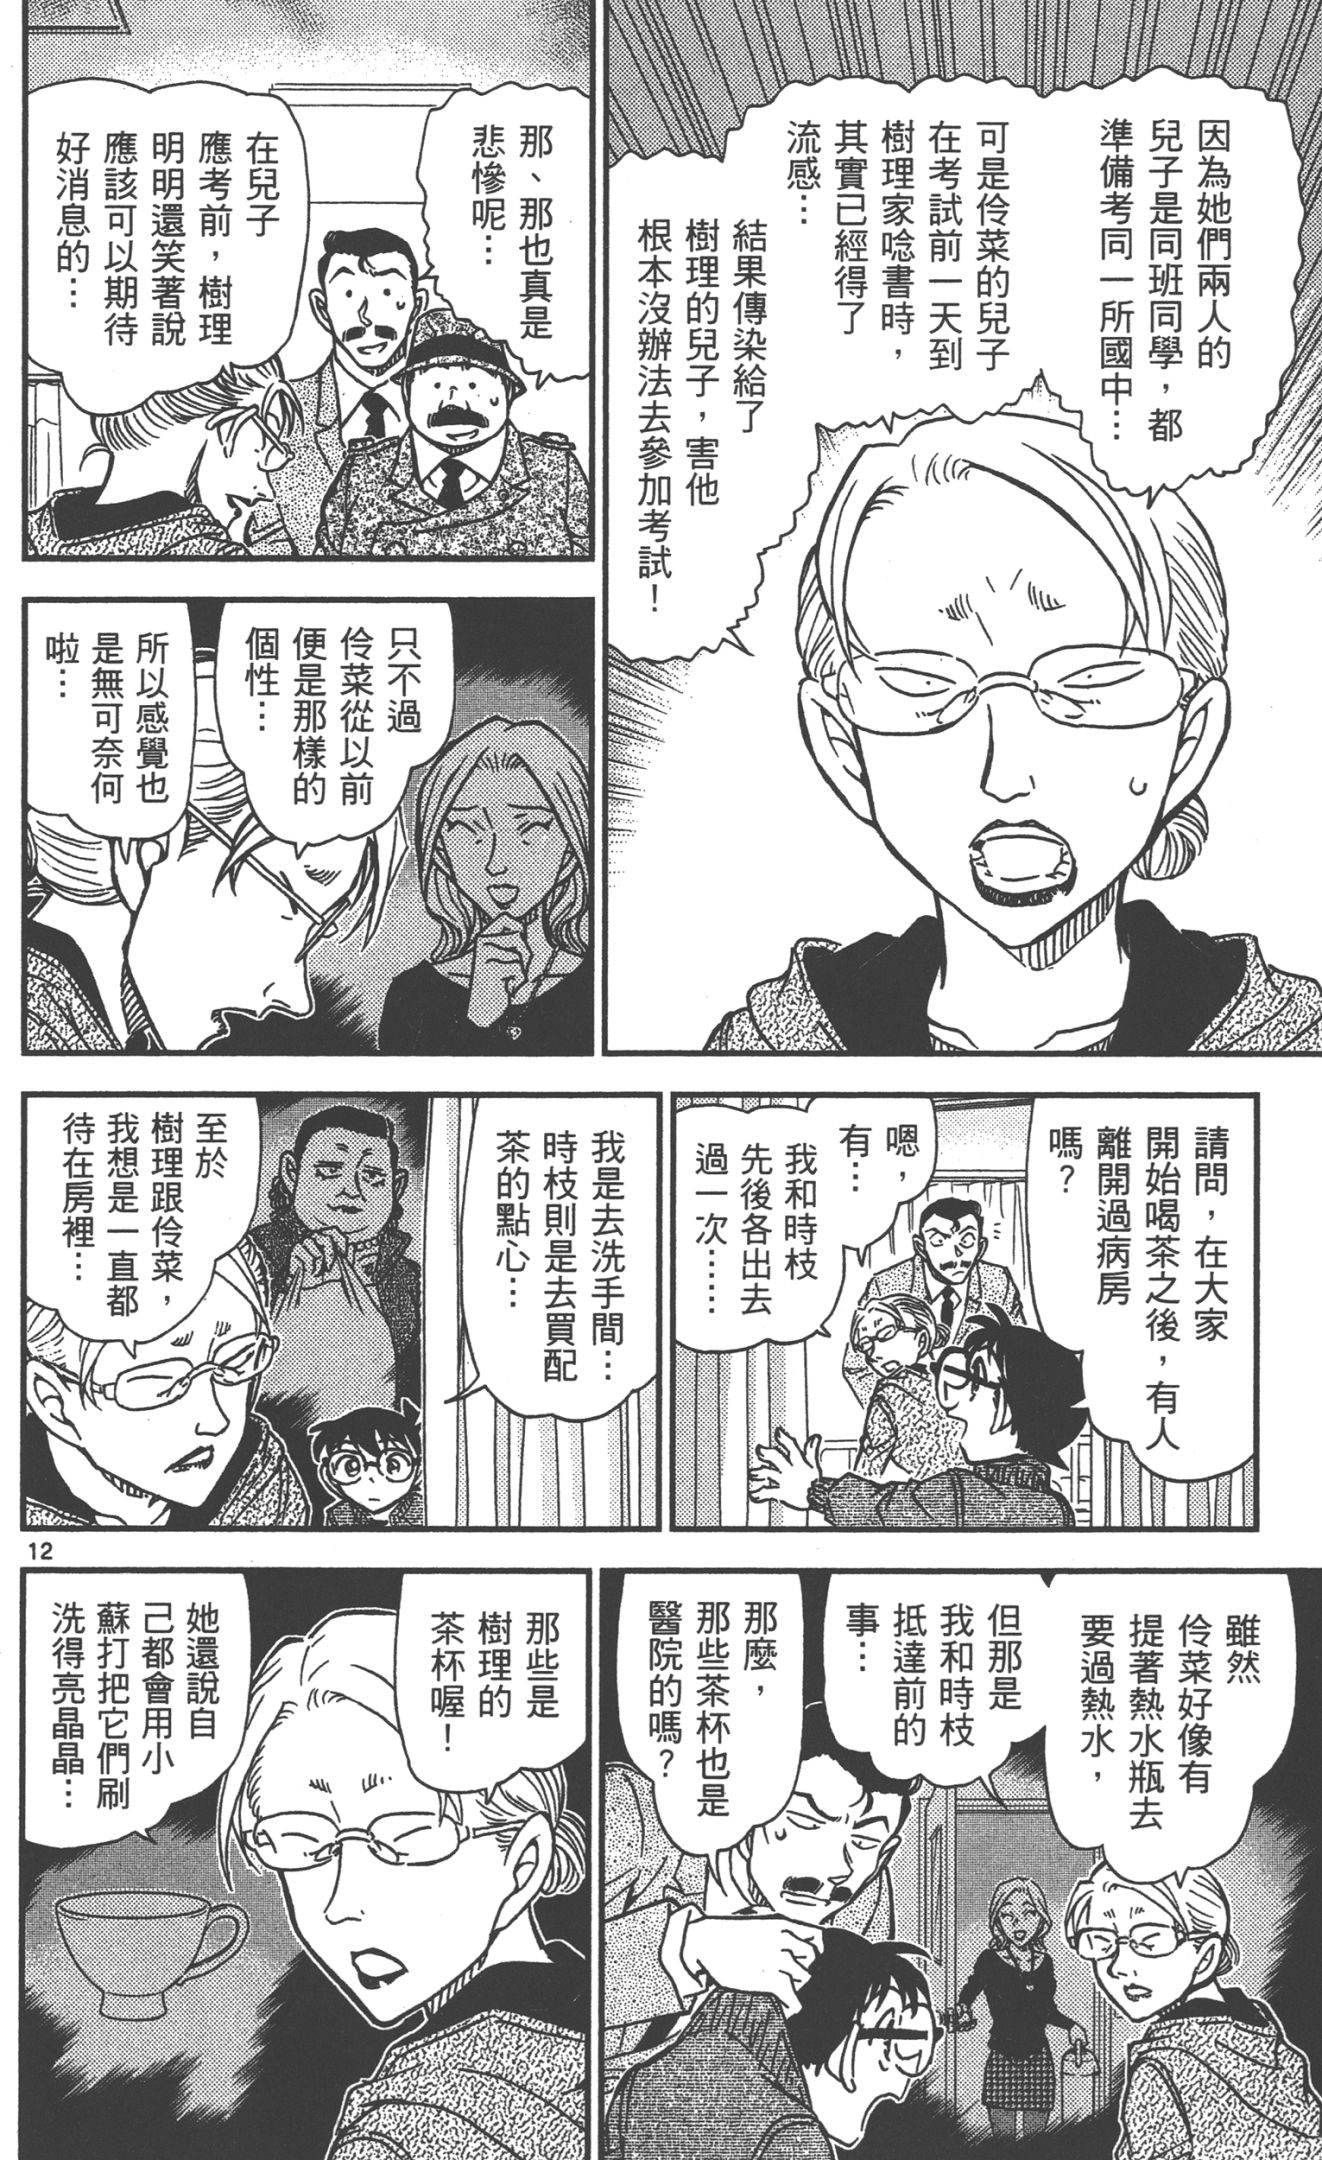 因為她們兩人的
兒子是同班同學，都
準備考同一所國中…
可是伶菜的兒子
在考試前一天到
樹理家唸書時，
其實已經得了
流感…
結果傳染給了
樹理的兒子，害他
根本沒辦法去參加考試！
那、那也真是
悲慘呢…
在兒子
應考前，樹理
明明還笑著說
應該可以期待
好消息的…
只不過
伶菜從以前
便是那樣的
個性…
所以感覺也
是無可奈何
啦…
請問，在大家
開始喝茶之後，有人
離開過病房
嗎？
嗯，
有…
我和時枝
先後各出去
過一次……
我是去洗手間…
時枝則是去買配
茶的點心…
至於
樹理跟伶菜，
我想是一直都
待在房裡…
12
雖然
伶菜好像有
提著熱水瓶去
要過熱水，
但那是
我和時枝
抵達前的
事…
那麼，
那些茶杯也是
醫院的嗎？
那些是
樹理的
茶杯喔！
她還說自
己都會用小
蘇打把它們刷
洗得亮晶晶…